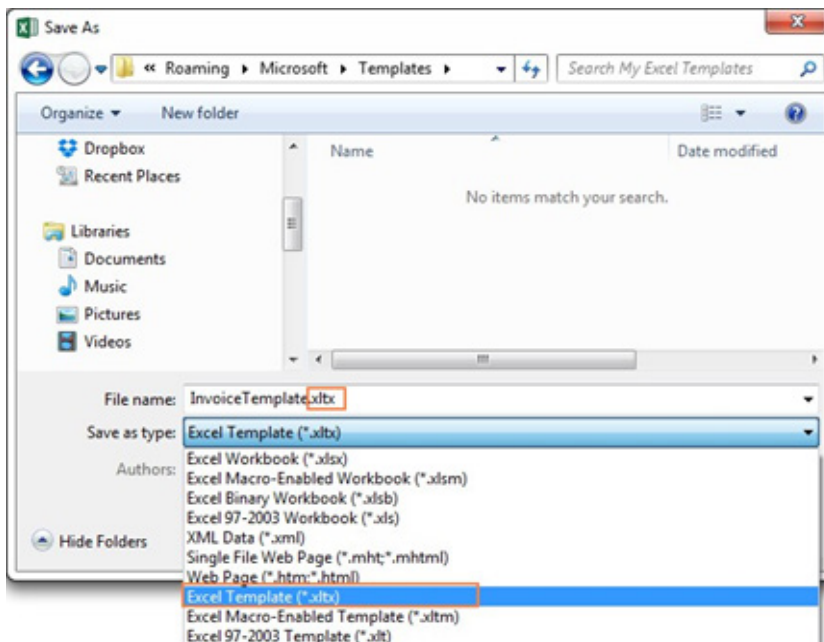 Save As
« Roaming Microsoft Templates
Search My Excel Templates
Organize
New folder
Dropbox
Recent Places
Libraries
Documents
Music
Pictures
Videos
Name
Date modified
No items match your search.
File name: InvoiceTemplate.xltx
Save as type: Excel Template (*.xltx)
Authors:
Excel Workbook (*.xlsx)
Excel Macro-Enabled Workbook (*.xlsm)
Excel Binary Workbook (*.xlsb)
Excel 97-2003 Workbook (*.xls)
XML Data (*.xml)
Single File Web Page (*.mht;*.mhtml)
Web Page (*.htm;*.html)
Excel Template (*.xltx)
Excel Macro-Enabled Template (*.xltm)
Excel 97-2003 Template (*.xlt)
Hide Folders